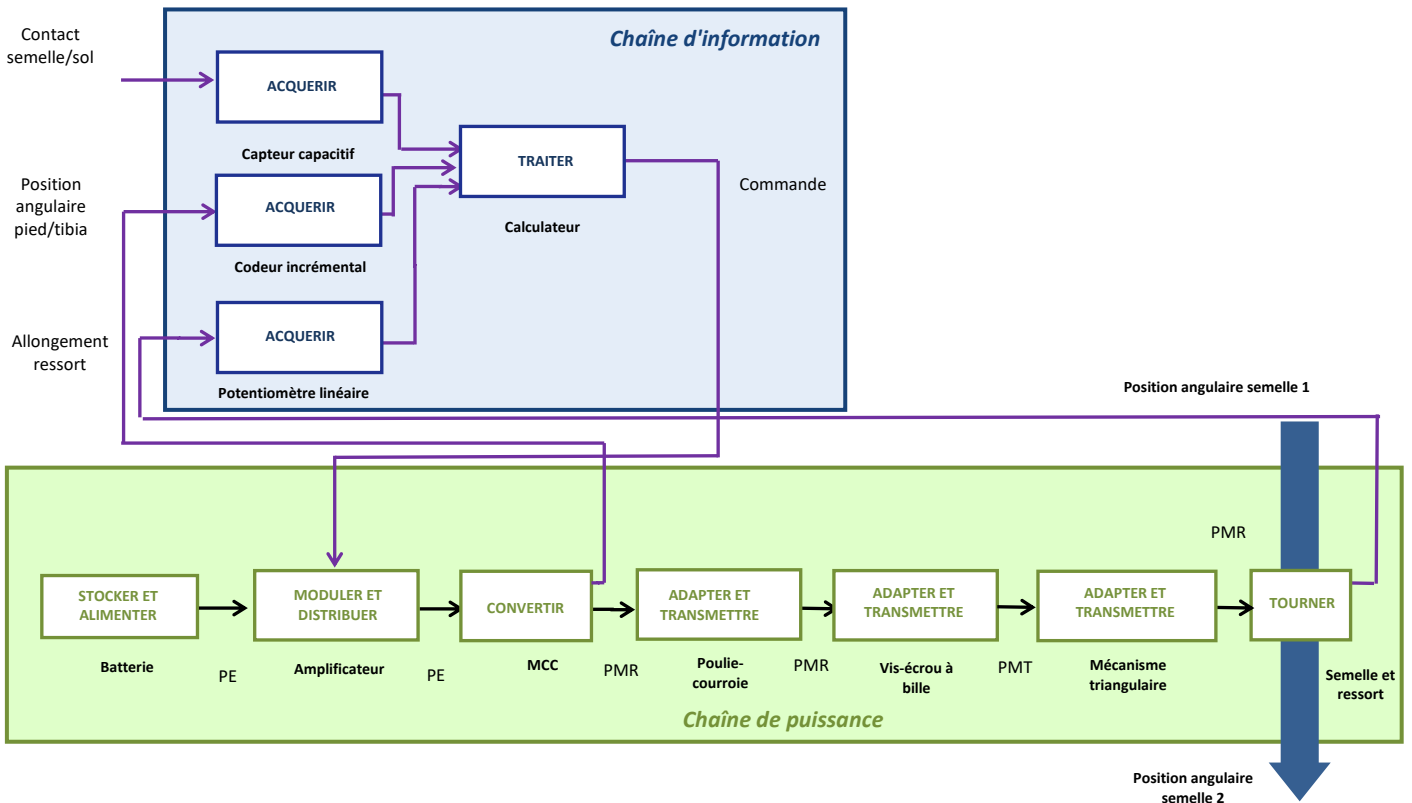 Contact
semelle/sol
Chaîne d'information
ACQUERIR
Capteur capacitif
TRAITER
Commande
Position
angulaire
pied/tibia
ACQUERIR
Calculateur
Codeur incrémental
Allongement
ressort
ACQUERIR
Potentiomètre linéaire
Position angulaire semelle 1
PMR
STOCKER ET
ALIMENTER
MODULER ET
DISTRIBUER
CONVERTIR
ADAPTER ET
TRANSMETTRE
ADAPTER ET
TRANSMETTRE
ADAPTER ET
TRANSMETTRE
TOURNER
Batterie
PE
Amplificateur
PE
MCC
PMR
Poulie-
courroie
PMR
Vis-écrou à
bille
PMT
Mécanisme
triangulaire
Semelle et
ressort
Chaîne de puissance
Position angulaire
semelle 2